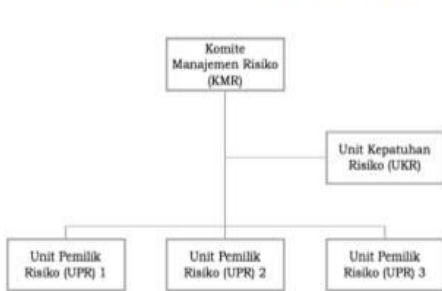 Komite
Manajemen Risiko
(KMR)
Unit Kepatuhan
Risiko (UKR)
Unit Pemilik
Risiko (UPR) 1
Unit Pemilik
Risiko (UPR) 2
Unit Pemilik
Risiko (UPR) 3